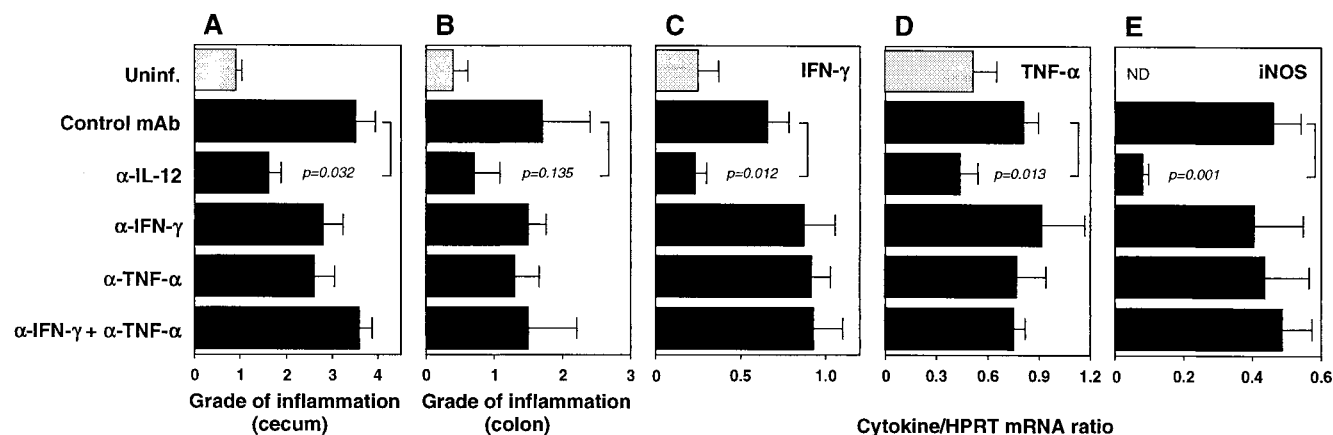 A B C D E
Uninf.
Control mAb
α-IL-12
α-IFN-γ
α-TNF-α
α-IFN-γ + α-TNF-α
p=0.032
0 1 2 3 4
Grade of inflammation
(cecum)
p=0.135
0 1 2 3
Grade of inflammation
(colon)
IFN-γ
p=0.012
0 0.5 1.0
TNF-α
p=0.013
0 0.3 0.6 0.9 1.2
ND iNOS
p=0.001
0 0.2 0.4 0.6
Cytokine/HPRT mRNA ratio